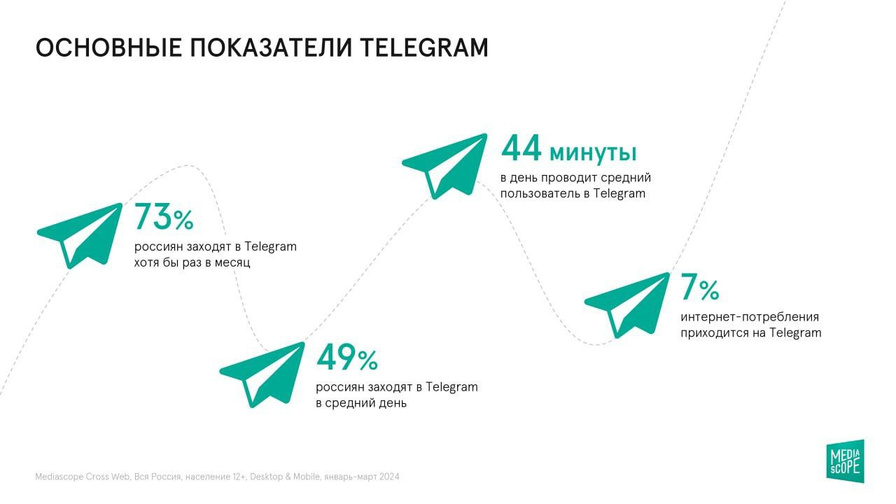 ОСНОВНЫЕ ПОКАЗАТЕЛИ TELEGRAM
44 минуты
в день проводит средний
пользователь в Telegram
73%
россиян заходят в Telegram
хотя бы раз в месяц
7%
интернет-потребления
приходится на Telegram
49%
россиян заходят в Telegram
в средний день
Mediascope Cross Web, Вся Россия, население 12+, Desktop & Mobile, январь-март 2024
MEDIA
SCOPE